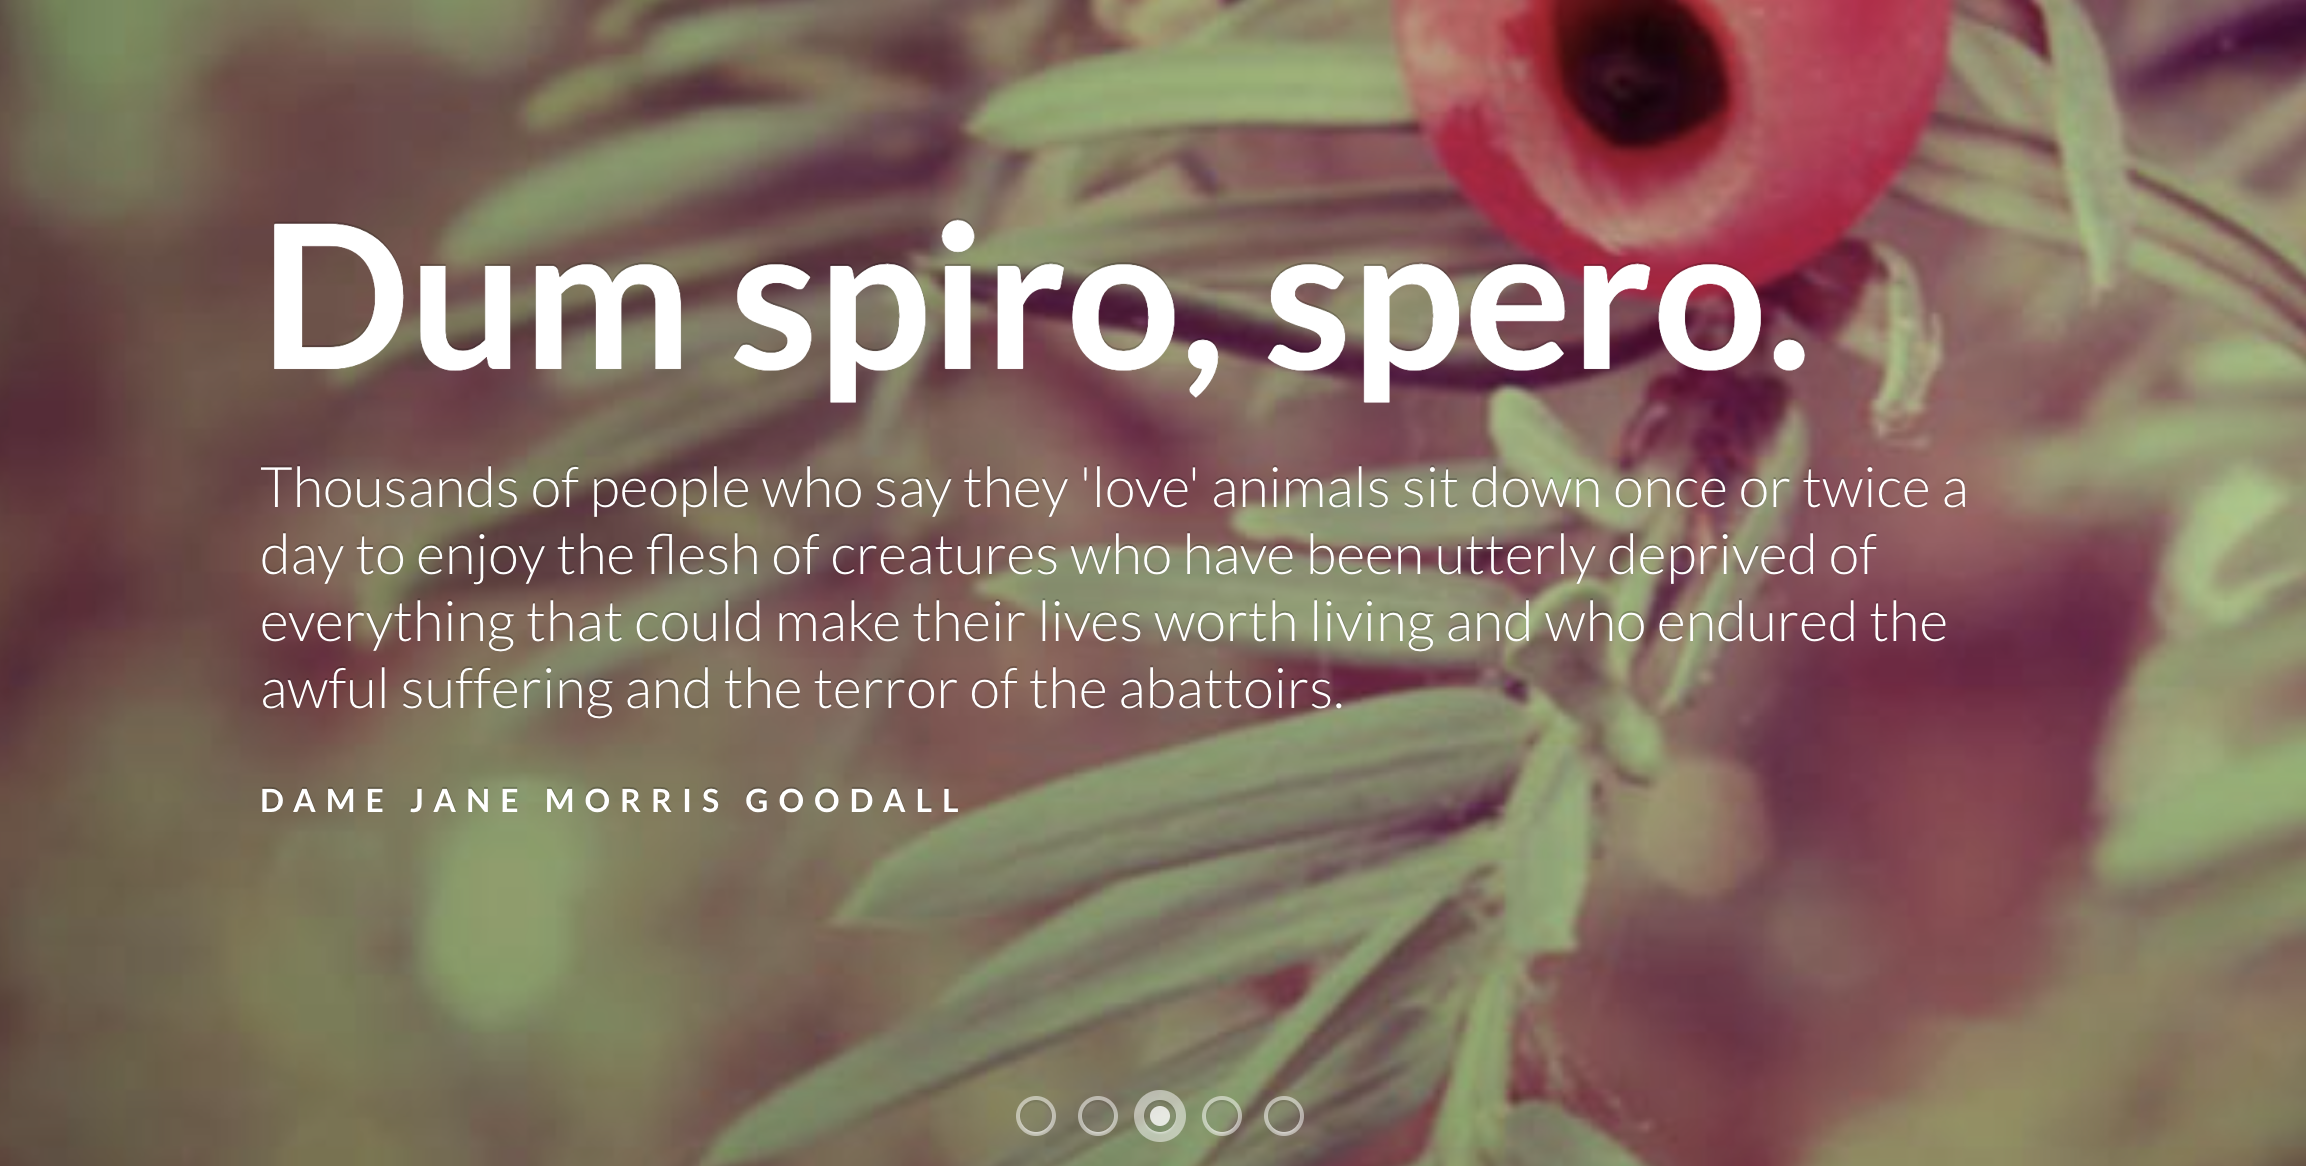 Dum spiro, spero.
Thousands of people who say they 'love' animals sit down once or twice a
day to enjoy the flesh of creatures who have been utterly deprived of
everything that could make their lives worth living and who endured the
awful suffering and the terror of the abattoirs.
DAME JANE MORRIS GOODALL